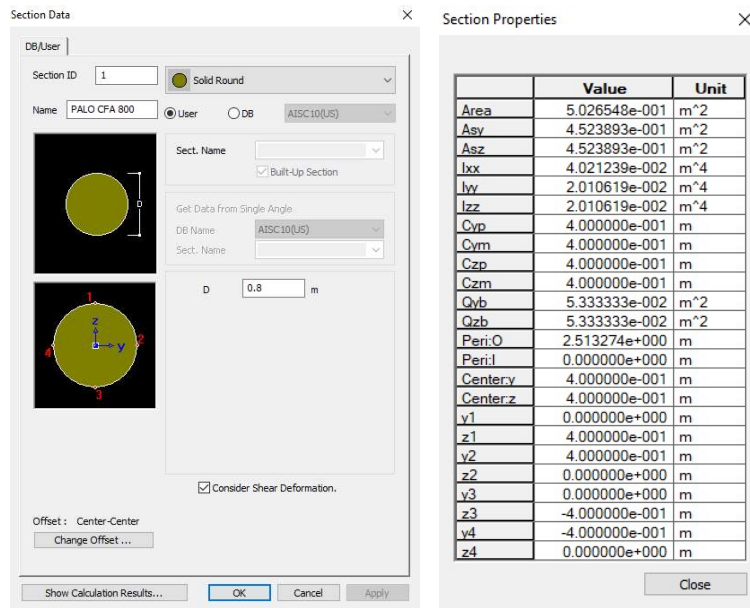 Section Data
DB/User
Section ID 1 Solid Round
Name PALO CFA 800 User DB AISC10(US)
Sect. Name
Built-Up Section
Get Data from Single Angle
DB Name AISC10(US)
Sect. Name
D
D 0.8 m
1
z
2
y
4
3
Consider Shear Deformation.
Offset : Center-Center
Change Offset ...
Show Calculation Results... OK Cancel Apply
Section Properties
Value Unit
Area 5.026548e-001 m^2
Asy 4.523893e-001 m^2
Asz 4.523893e-001 m^2
Ixx 4.021239e-002 m^4
Iyy 2.010619e-002 m^4
Izz 2.010619e-002 m^4
Cyp 4.000000e-001 m
Cym 4.000000e-001 m
Czp 4.000000e-001 m
Czm 4.000000e-001 m
Qyb 5.333333e-002 m^2
Qzb 5.333333e-002 m^2
Peri:O 2.513274e+000 m
Peri:I 0.000000e+000 m
Center:y 4.000000e-001 m
Center:z 4.000000e-001 m
y1 0.000000e+000 m
z1 4.000000e-001 m
y2 4.000000e-001 m
z2 0.000000e+000 m
y3 0.000000e+000 m
z3 -4.000000e-001 m
y4 -4.000000e-001 m
z4 0.000000e+000 m
Close